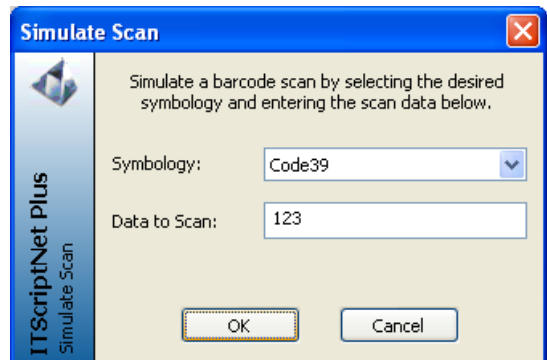 Simulate Scan
Simulate a barcode scan by selecting the desired
symbology and entering the scan data below.
Symbology:
Code39
Data to Scan:
123
OK
Cancel
ITScriptNet Plus
Simulate Scan